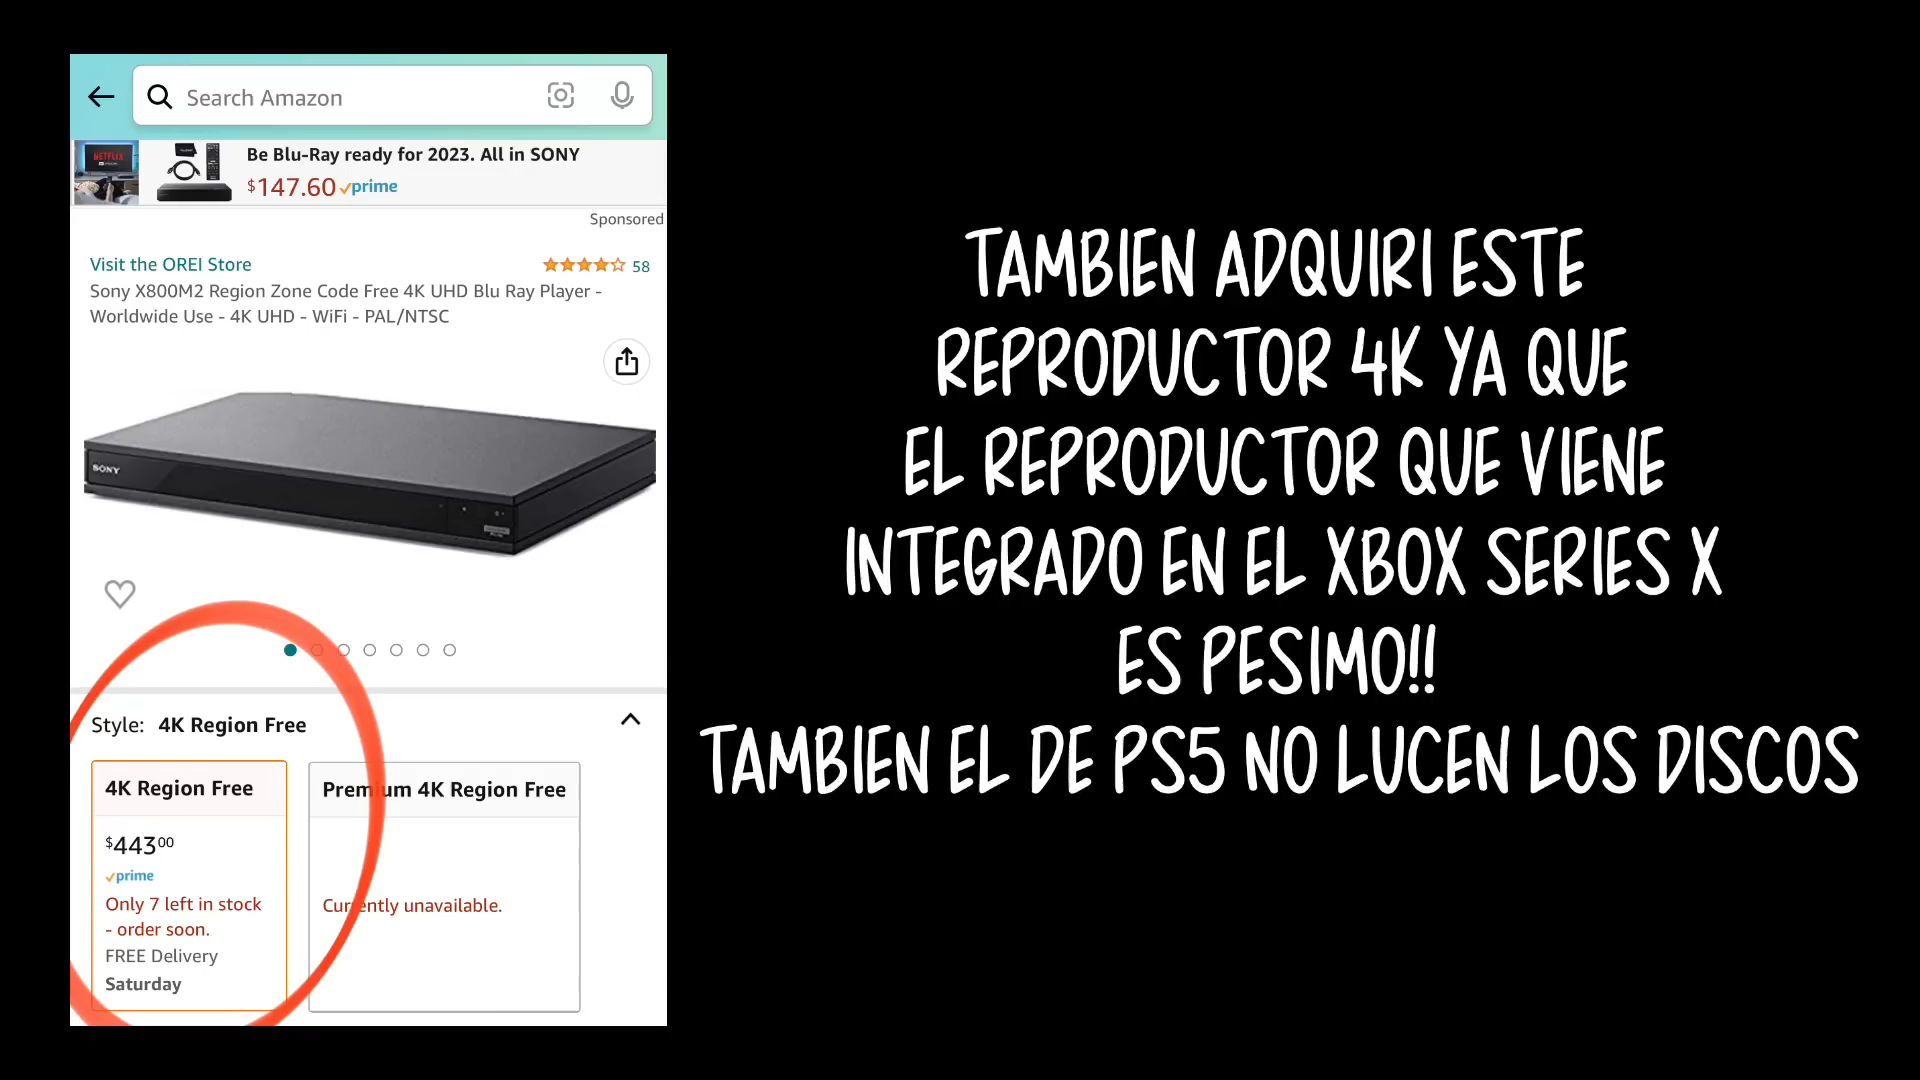 Search Amazon
NETFLIX
Be Blu-Ray ready for 2023. All in SONY
$147.60 prime
Sponsored
Visit the OREI Store
58
Sony X800M2 Region Zone Code Free 4K UHD Blu Ray Player -
Worldwide Use - 4K UHD - WiFi - PAL/NTSC
SONY
Style: 4K Region Free
4K Region Free
$443 00
prime
Only 7 left in stock
- order soon.
FREE Delivery
Saturday
Premium 4K Region Free
Currently unavailable.
TAMBIEN ADQUIRI ESTE
REPRODUCTOR 4K YA QUE
EL REPRODUCTOR QUE VIENE
INTEGRADO EN EL XBOX SERIES X
ES PESIMO!!
TAMBIEN EL DE PS5 NO LUCEN LOS DISCOS